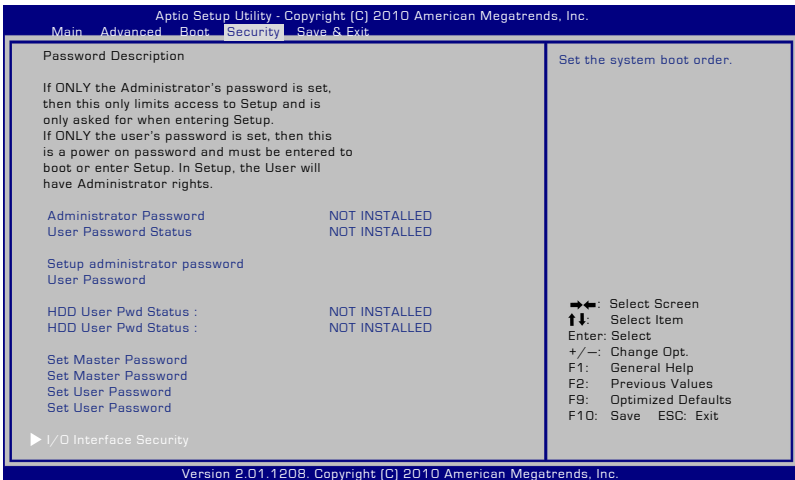 Aptio Setup Utility - Copyright (C) 2010 American Megatrends, Inc.
Main Advanced Boot Security Save & Exit
Password Description
If ONLY the Administrator's password is set,
then this only limits access to Setup and is
only asked for when entering Setup.
If ONLY the user's password is set, then this
is a power on password and must be entered to
boot or enter Setup. In Setup, the User will
have Administrator rights.
Administrator Password NOT INSTALLED
User Password Status NOT INSTALLED
Setup administrator password
User Password
HDD User Pwd Status : NOT INSTALLED
HDD User Pwd Status : NOT INSTALLED
Set Master Password
Set Master Password
Set User Password
Set User Password
I/O Interface Security
Set the system boot order.
→←: Select Screen
↑↓: Select Item
Enter: Select
+/—: Change Opt.
F1: General Help
F2: Previous Values
F9: Optimized Defaults
F10: Save ESC: Exit
Version 2.01.1208. Copyright (C) 2010 American Megatrends, Inc.